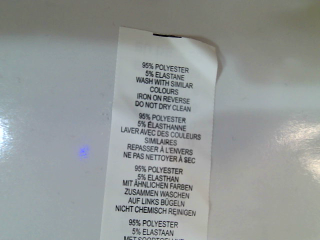 95% POLYESTER
5% ELASTANE
WASH WITH SIMILAR
COLOURS
IRON ON REVERSE
DO NOT DRY CLEAN
95% POLYESTER
5% ÉLASTHANNE
LAVER AVEC DES COULEURS
SIMILAIRES
REPASSER À L'ENVERS
NE PAS NETTOYER À SEC
95% POLYESTER
5% ELASTHAN
MIT ÄHNLICHEN FARBEN
ZUSAMMEN WASCHEN
AUF LINKS BÜGELN
NICHT CHEMISCH REINIGEN
95% POLYESTER
5% ELASTAAN